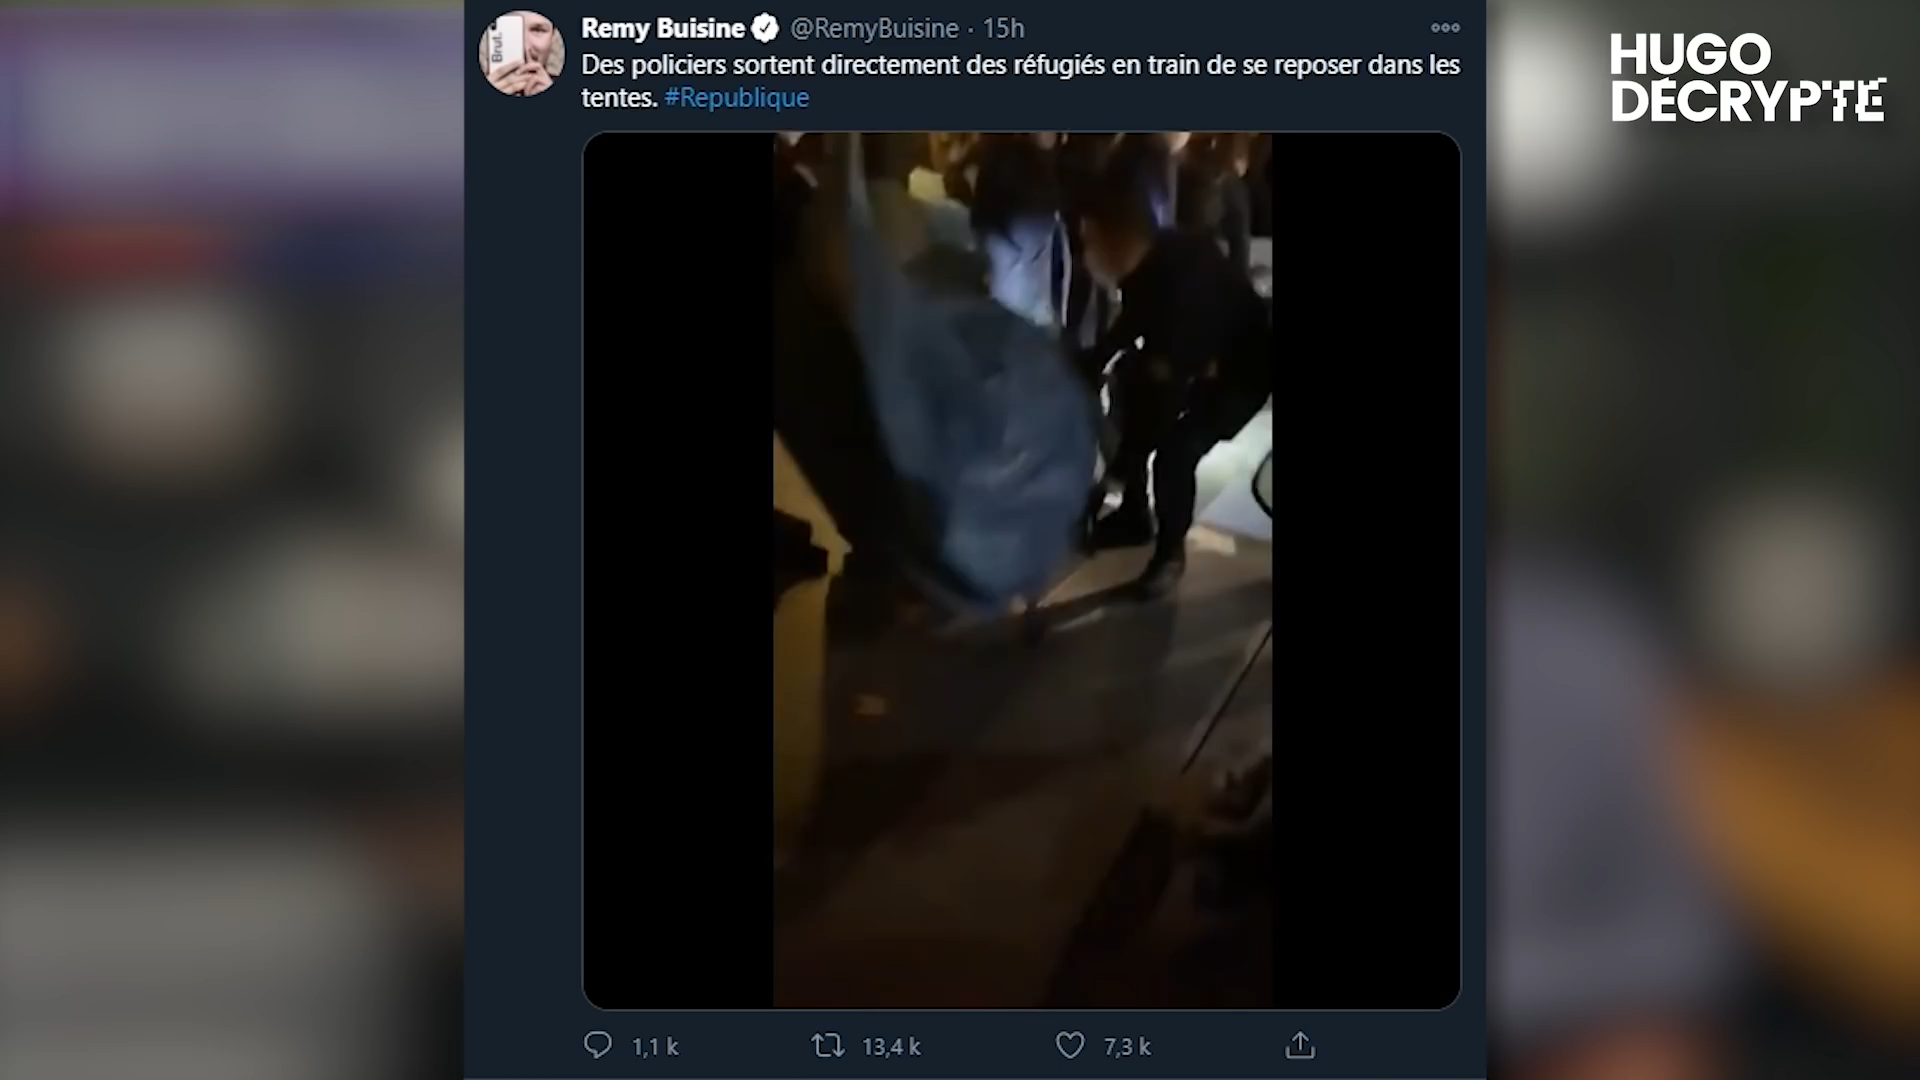 Remy Buisine @RemyBuisine · 15h
Des policiers sortent directement des réfugiés en train de se reposer dans les
tentes. #Republique
Brut.
1,1 k 13,4 k 7,3 k
HUGO
DÉCRYPTE